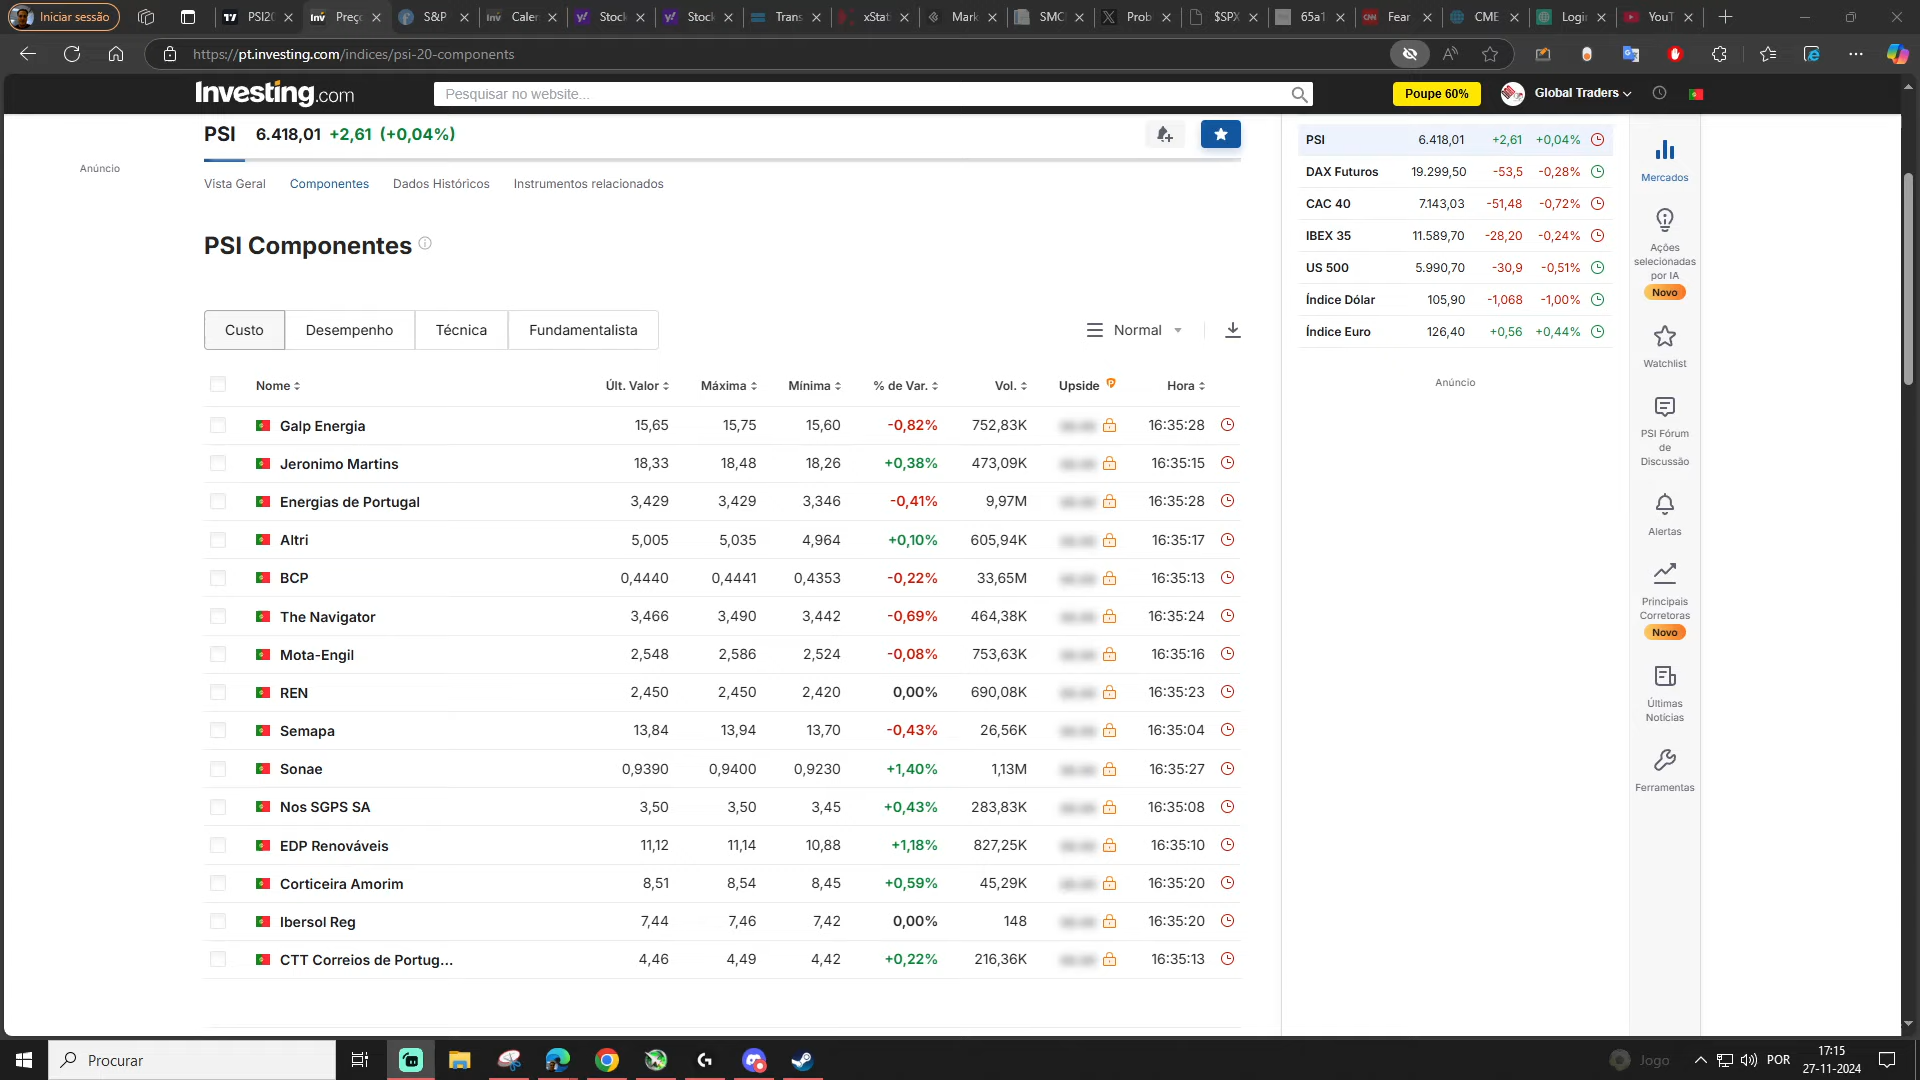 Iniciar sessão
PSI20
Preço
S&P
Calen
Stock
Stock
Trans
xStati
Mark
SMCI
Prob
$SPX
65a1
Fear
CME
Login
YouT
https://pt.investing.com/indices/psi-20-components
Investing.com
Pesquisar no website...
Poupe 60%
Global Traders
PSI 6.418,01 +2,61 (+0,04%)
Anúncio
Vista Geral Componentes Dados Históricos Instrumentos relacionados
PSI Componentes
Custo Desempenho Técnica Fundamentalista
Normal
Nome Últ. Valor Máxima Mínima % de Var. Vol. Upside Hora
Galp Energia 15,65 15,75 15,60 -0,82% 752,83K 16:35:28
Jeronimo Martins 18,33 18,48 18,26 +0,38% 473,09K 16:35:15
Energias de Portugal 3,429 3,429 3,346 -0,41% 9,97M 16:35:28
Altri 5,005 5,035 4,964 +0,10% 605,94K 16:35:17
BCP 0,4440 0,4441 0,4353 -0,22% 33,65M 16:35:13
The Navigator 3,466 3,490 3,442 -0,69% 464,38K 16:35:24
Mota-Engil 2,548 2,586 2,524 -0,08% 753,63K 16:35:16
REN 2,450 2,450 2,420 0,00% 690,08K 16:35:23
Semapa 13,84 13,94 13,70 -0,43% 26,56K 16:35:04
Sonae 0,9390 0,9400 0,9230 +1,40% 1,13M 16:35:27
Nos SGPS SA 3,50 3,50 3,45 +0,43% 283,83K 16:35:08
EDP Renováveis 11,12 11,14 10,88 +1,18% 827,25K 16:35:10
Corticeira Amorim 8,51 8,54 8,45 +0,59% 45,29K 16:35:20
Ibersol Reg 7,44 7,46 7,42 0,00% 148 16:35:20
CTT Correios de Portug... 4,46 4,49 4,42 +0,22% 216,36K 16:35:13
PSI 6.418,01 +2,61 +0,04%
DAX Futuros 19.299,50 -53,5 -0,28%
CAC 40 7.143,03 -51,48 -0,72%
IBEX 35 11.589,70 -28,20 -0,24%
US 500 5.990,70 -30,9 -0,51%
Índice Dólar 105,90 -1,068 -1,00%
Índice Euro 126,40 +0,56 +0,44%
Anúncio
Mercados
Ações
selecionadas
por IA
Novo
Watchlist
PSI Fórum
de
Discussão
Alertas
Principais
Corretoras
Novo
Últimas
Notícias
Ferramentas
Procurar
Jogo
POR
17:15
27-11-2024